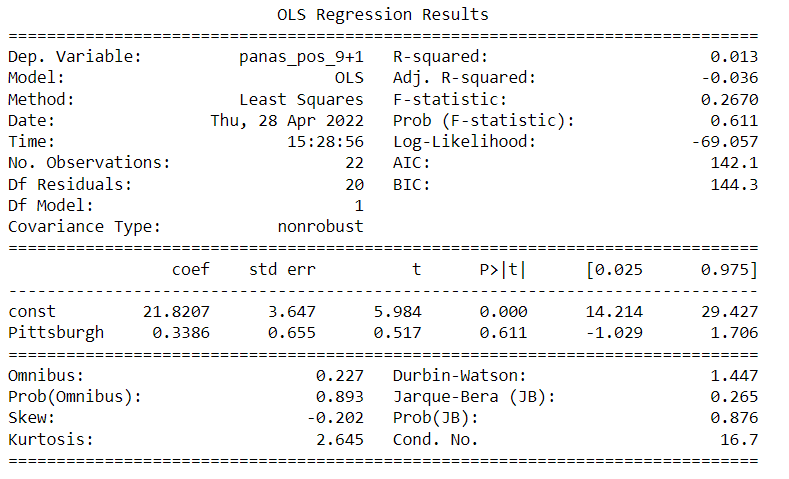 OLS Regression Results
==============================================================================
Dep. Variable:            panas_pos_9+1   R-squared:                       0.013
Model:                            OLS   Adj. R-squared:                 -0.036
Method:                 Least Squares   F-statistic:                    0.2670
Date:                Thu, 28 Apr 2022   Prob (F-statistic):              0.611
Time:                        15:28:56   Log-Likelihood:                -69.057
No. Observations:                  22   AIC:                             142.1
Df Residuals:                      20   BIC:                             144.3
Df Model:                           1
Covariance Type:            nonrobust
==============================================================================
                 coef    std err          t      P>|t|      [0.025      0.975]
------------------------------------------------------------------------------
const         21.8207      3.647      5.984      0.000      14.214      29.427
Pittsburgh     0.3386      0.655      0.517      0.611      -1.029       1.706
==============================================================================
Omnibus:                        0.227   Durbin-Watson:                   1.447
Prob(Omnibus):                  0.893   Jarque-Bera (JB):                0.265
Skew:                          -0.202   Prob(JB):                        0.876
Kurtosis:                       2.645   Cond. No.                         16.7
==============================================================================